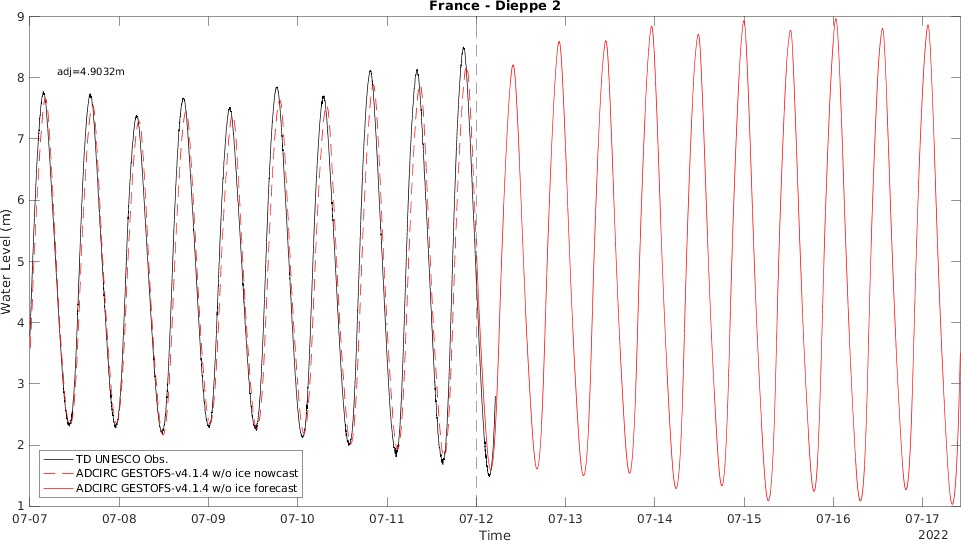 France - Dieppe 2
9
8
7
6
5
4
3
2
1
Water Level (m)
adj=4.9032m
TD UNESCO Obs.
ADCIRC GESTOFS-v4.1.4 w/o ice nowcast
ADCIRC GESTOFS-v4.1.4 w/o ice forecast
07-07 07-08 07-09 07-10 07-11 07-12 07-13 07-14 07-15 07-16 07-17
Time
2022